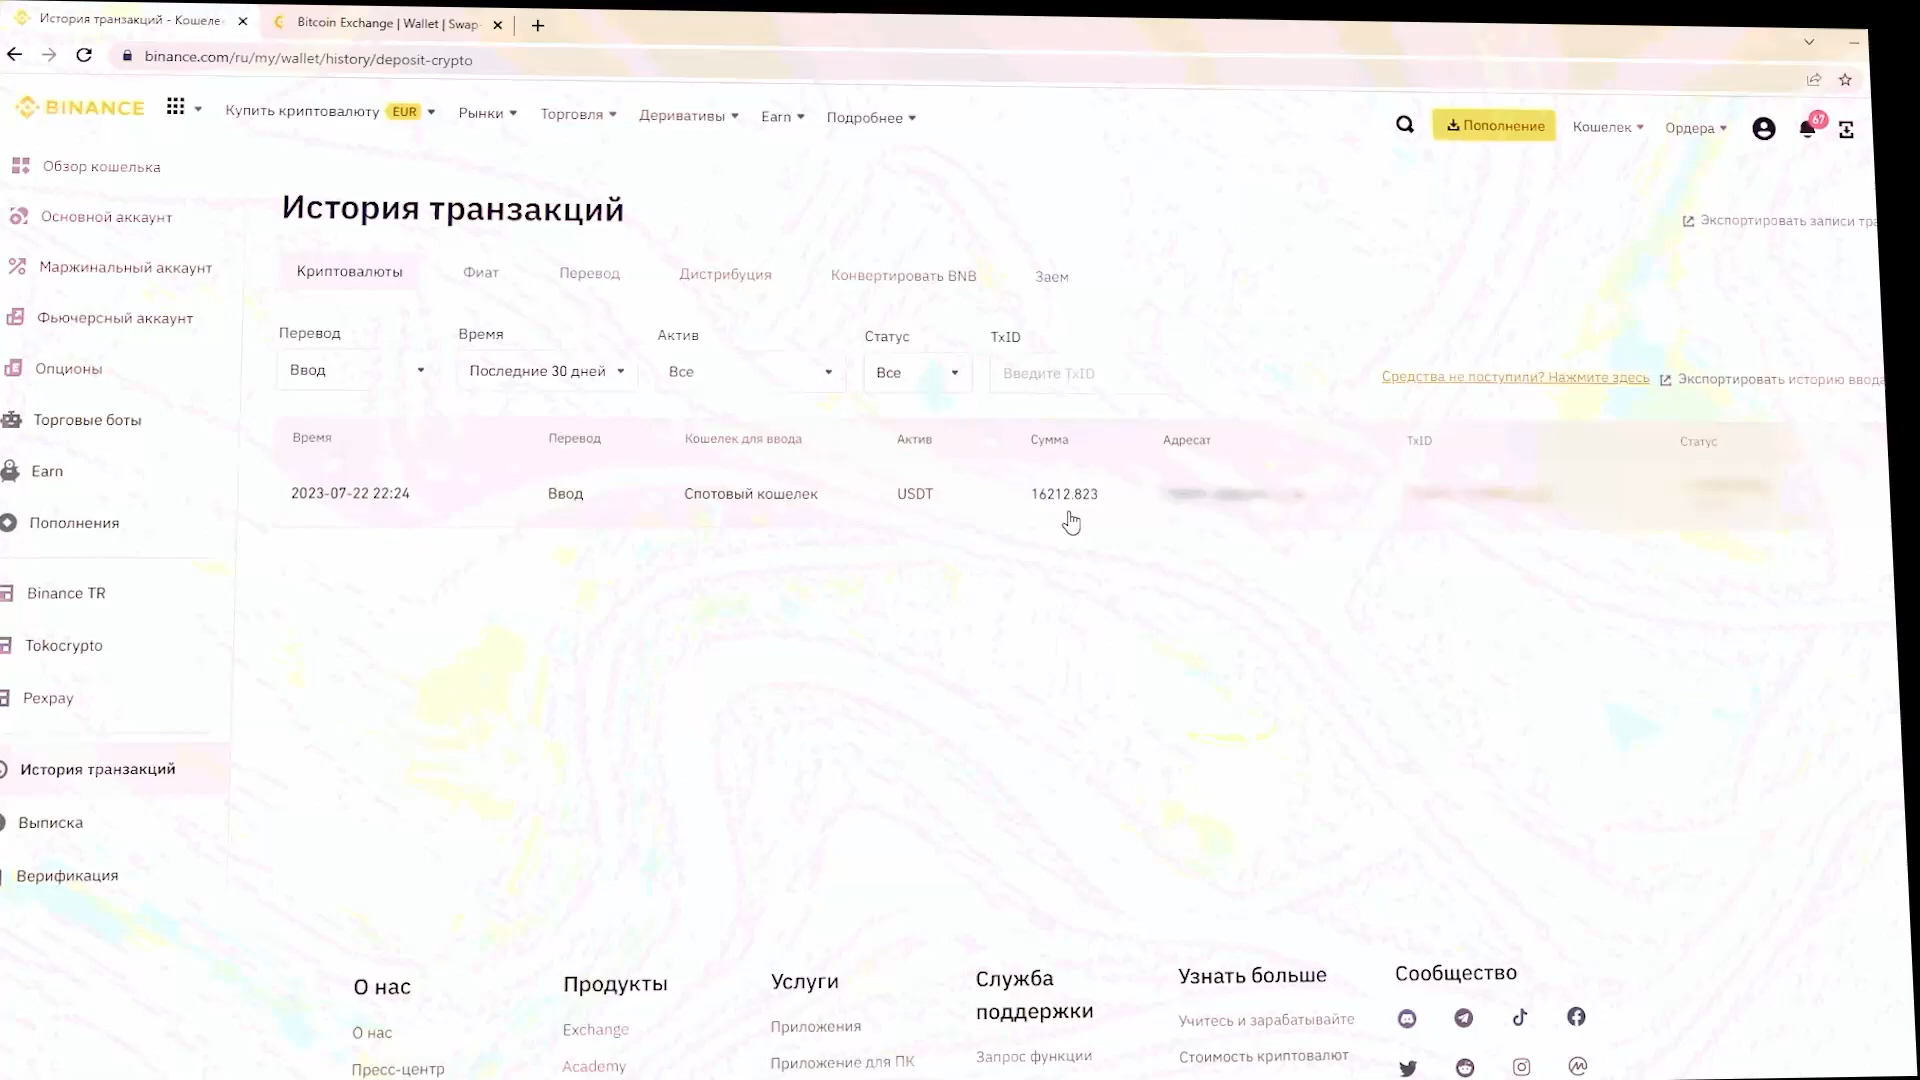 История транзакций - Кошеле
Bitcoin Exchange | Wallet | Swap
binance.com/ru/my/wallet/history/deposit-crypto
BINANCE
Купить криптовалюту EUR
Рынки
Торговля
Деривативы
Earn
Подробнее
Пополнение
Кошелек
Ордера
67
Обзор кошелька
Основной аккаунт
Маржинальный аккаунт
Фьючерсный аккаунт
Опционы
Торговые боты
Earn
Пополнения
Binance TR
Tokocrypto
Pexpay
История транзакций
Выписка
Верификация
История транзакций
Экспортировать записи тра
Криптовалюты
Фиат
Перевод
Дистрибуция
Конвертировать BNB
Заем
Перевод
Время
Актив
Статус
TxID
Ввод
Последние 30 дней
Все
Все
Введите TxID
Средства не поступили? Нажмите здесь
Экспортировать историю ввода
Время
Перевод
Кошелек для ввода
Актив
Сумма
Адресат
TxID
Статус
2023-07-22 22:24
Ввод
Спотовый кошелек
USDT
16212.823
О нас
О нас
Пресс-центр
Продукты
Exchange
Academy
Услуги
Приложения
Приложение для ПК
Служба
поддержки
Запрос функции
Узнать больше
Учитесь и зарабатывайте
Стоимость криптовалют
Сообщество